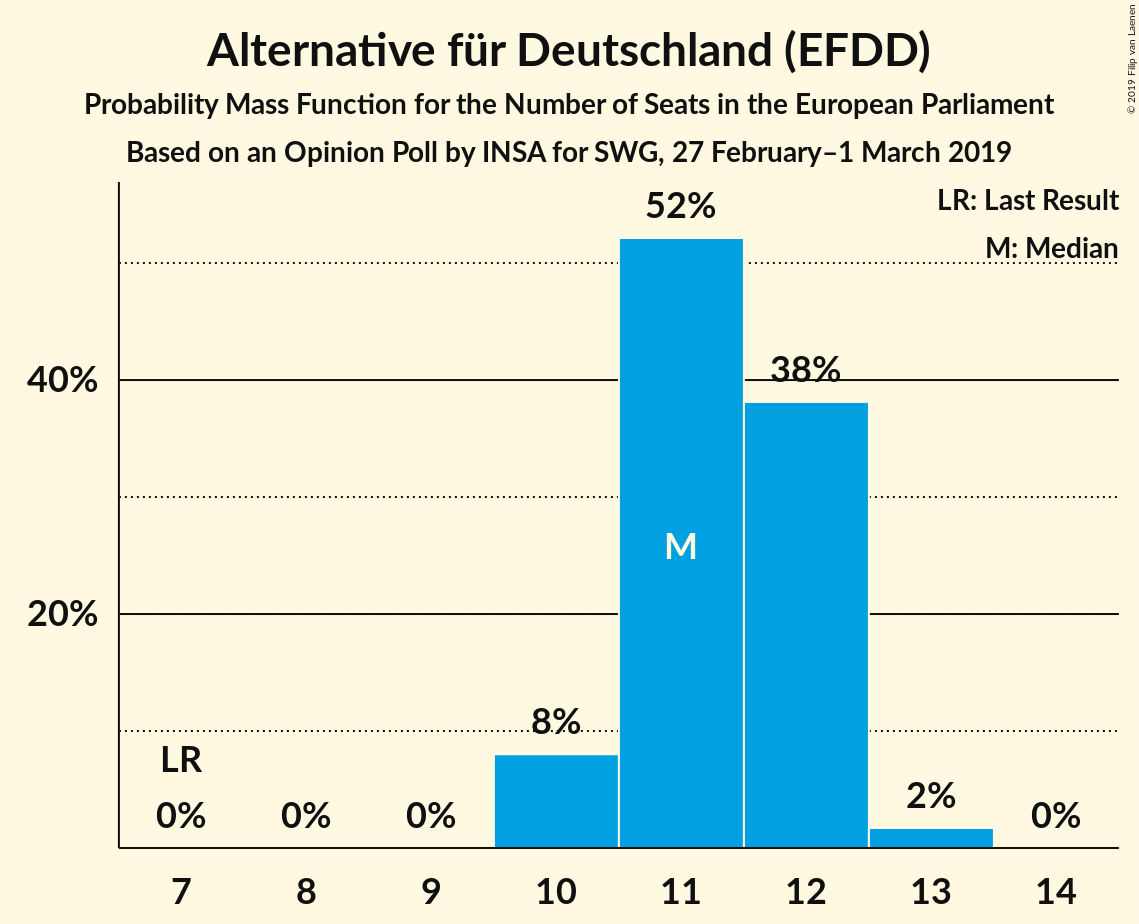 Alternative für Deutschland (EFDD)
Probability Mass Function for the Number of Seats in the European Parliament
Based on an Opinion Poll by INSA for SWG, 27 February–1 March 2019
© 2019 Filip van Laenen
LR: Last Result
M: Median
52%
40%
38%
M
20%
8%
LR
2%
0%
0%
0%
0%
7
8
9
10
11
12
13
14